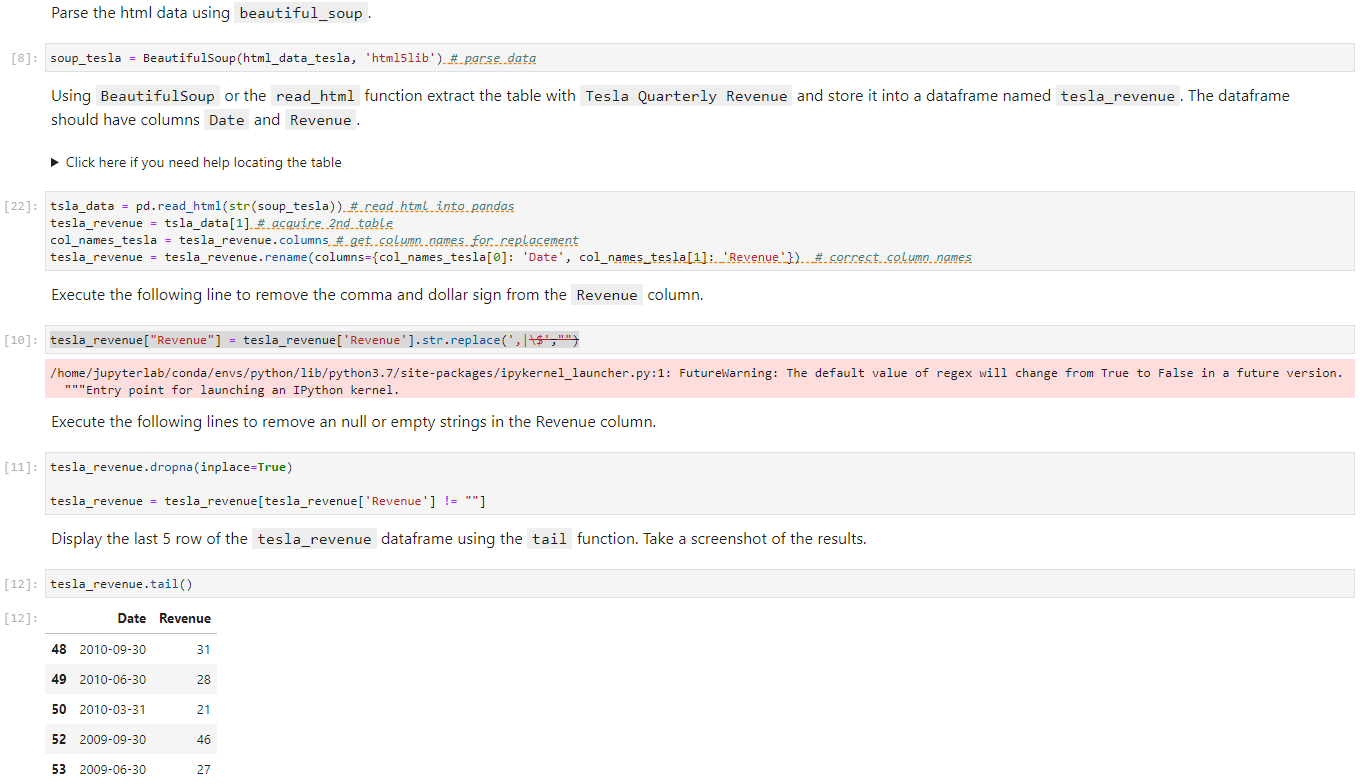 Parse the html data using beautiful_soup.
[8]: soup_tesla = BeautifulSoup(html_data_tesla, 'html5lib') # parse data
Using BeautifulSoup or the read_html function extract the table with Tesla Quarterly Revenue and store it into a dataframe named tesla_revenue. The dataframe
should have columns Date and Revenue.
▶ Click here if you need help locating the table
[22]: tsla_data = pd.read_html(str(soup_tesla)) # read html into pandas
tesla_revenue = tsla_data[1] # acquire 2nd table
col_names_tesla = tesla_revenue.columns # get column names for replacement
tesla_revenue = tesla_revenue.rename(columns={col_names_tesla[0]: 'Date', col_names_tesla[1]: 'Revenue'})  # correct column names
Execute the following line to remove the comma and dollar sign from the Revenue column.
[10]: tesla_revenue["Revenue"] = tesla_revenue['Revenue'].str.replace(',|\$',"")
/home/jupyterlab/conda/envs/python/lib/python3.7/site-packages/ipykernel_launcher.py:1: FutureWarning: The default value of regex will change from True to False in a future version.
"""Entry point for launching an IPython kernel.
Execute the following lines to remove an null or empty strings in the Revenue column.
[11]: tesla_revenue.dropna(inplace=True)
tesla_revenue = tesla_revenue[tesla_revenue['Revenue'] != ""]
Display the last 5 row of the tesla_revenue dataframe using the tail function. Take a screenshot of the results.
[12]: tesla_revenue.tail()
[12]: Date Revenue
48 2010-09-30 31
49 2010-06-30 28
50 2010-03-31 21
52 2009-09-30 46
53 2009-06-30 27